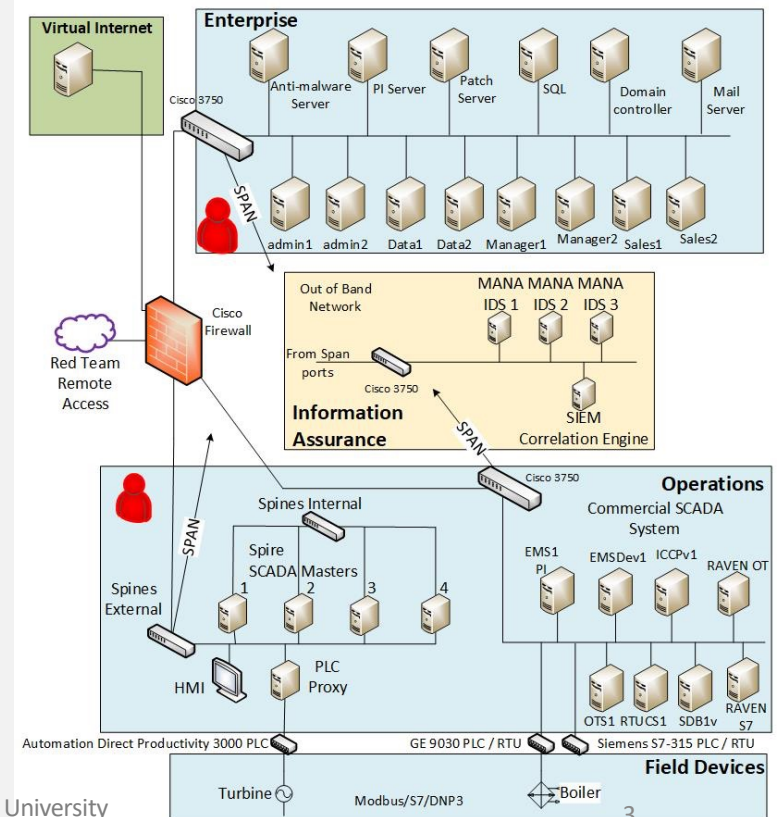 Virtual Internet
Enterprise
Anti-malware
Server
PI Server
Patch
Server
SQL
Domain
controller
Mail
Server
Cisco 3750
SPAN
admin1
admin2
Data1
Data2
Manager1
Manager2
Sales1
Sales2
Cisco
Firewall
Red Team
Remote
Access
Out of Band
Network
MANA MANA MANA
IDS 1
IDS 2
IDS 3
From Span
ports
Cisco 3750
Information
Assurance
SIEM
Correlation Engine
SPAN
Cisco 3750
Operations
Commercial SCADA
System
Spines Internal
SPAN
Spire
SCADA Masters
1
2
3
4
Spines
External
HMI
PLC
Proxy
EMS1
PI
EMSDev1
ICCPv1
RAVEN OT
OTS1
RTUCS1
SDB1v
RAVEN
S7
Automation Direct Productivity 3000 PLC
GE 9030 PLC / RTU
Siemens S7-315 PLC / RTU
Field Devices
Turbine
Modbus/S7/DNP3
Boiler
University
3